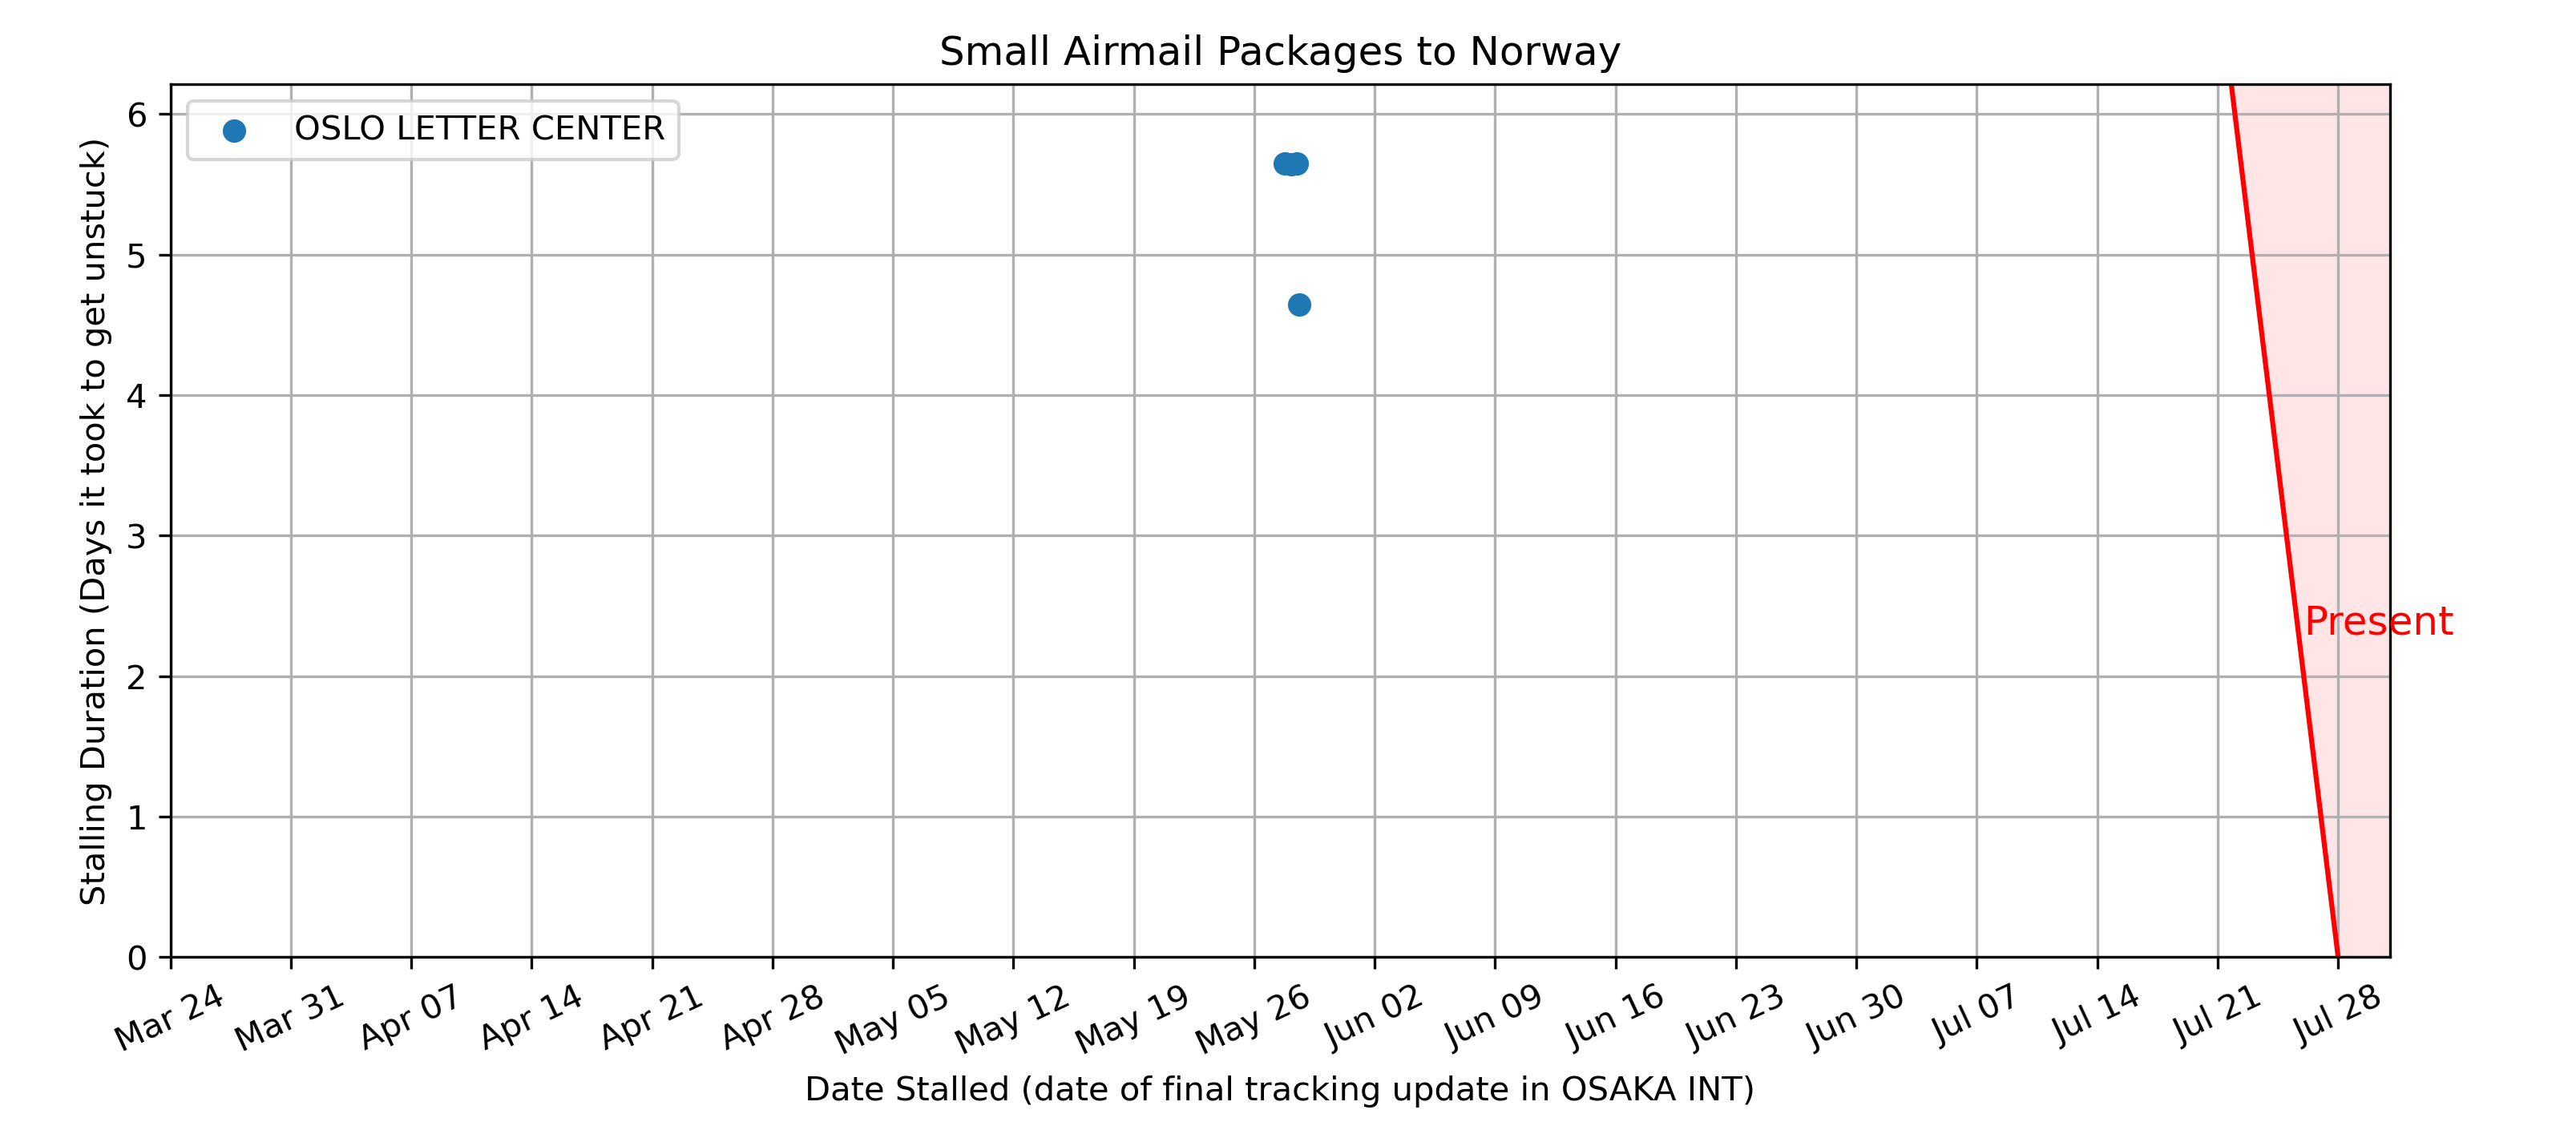 Small Airmail Packages to Norway
OSLO LETTER CENTER
Stalling Duration (Days it took to get unstuck)
6
5
4
3
2
1
0
Present
Mar 24
Mar 31
Apr 07
Apr 14
Apr 21
Apr 28
May 05
May 12
May 19
May 26
Jun 02
Jun 09
Jun 16
Jun 23
Jun 30
Jul 07
Jul 14
Jul 21
Jul 28
Date Stalled (date of final tracking update in OSAKA INT)